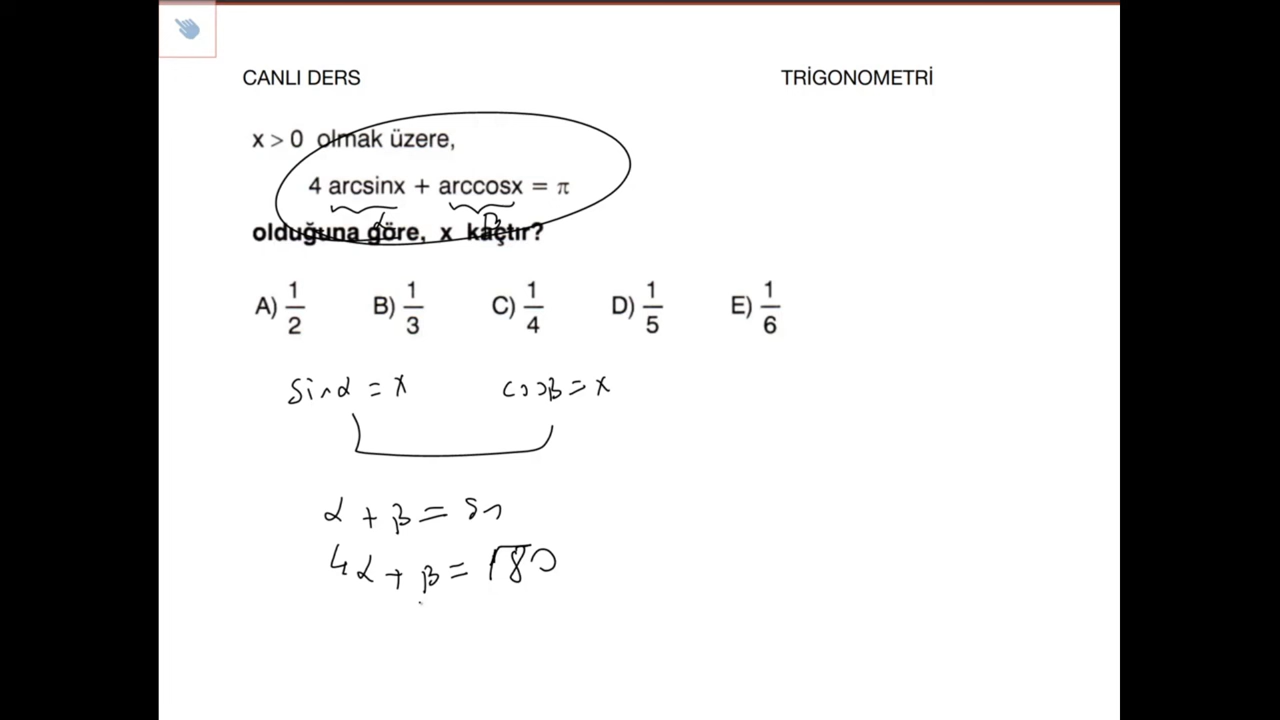 CANLI DERS TRİGONOMETRİ
x > 0 olmak üzere,
4 arcsinx + arccosx = π
α β
olduğuna göre, x kaçtır?
A) 1/2 B) 1/3 C) 1/4 D) 1/5 E) 1/6
sinα = x cosβ = x
α + β =
4α + β = 180